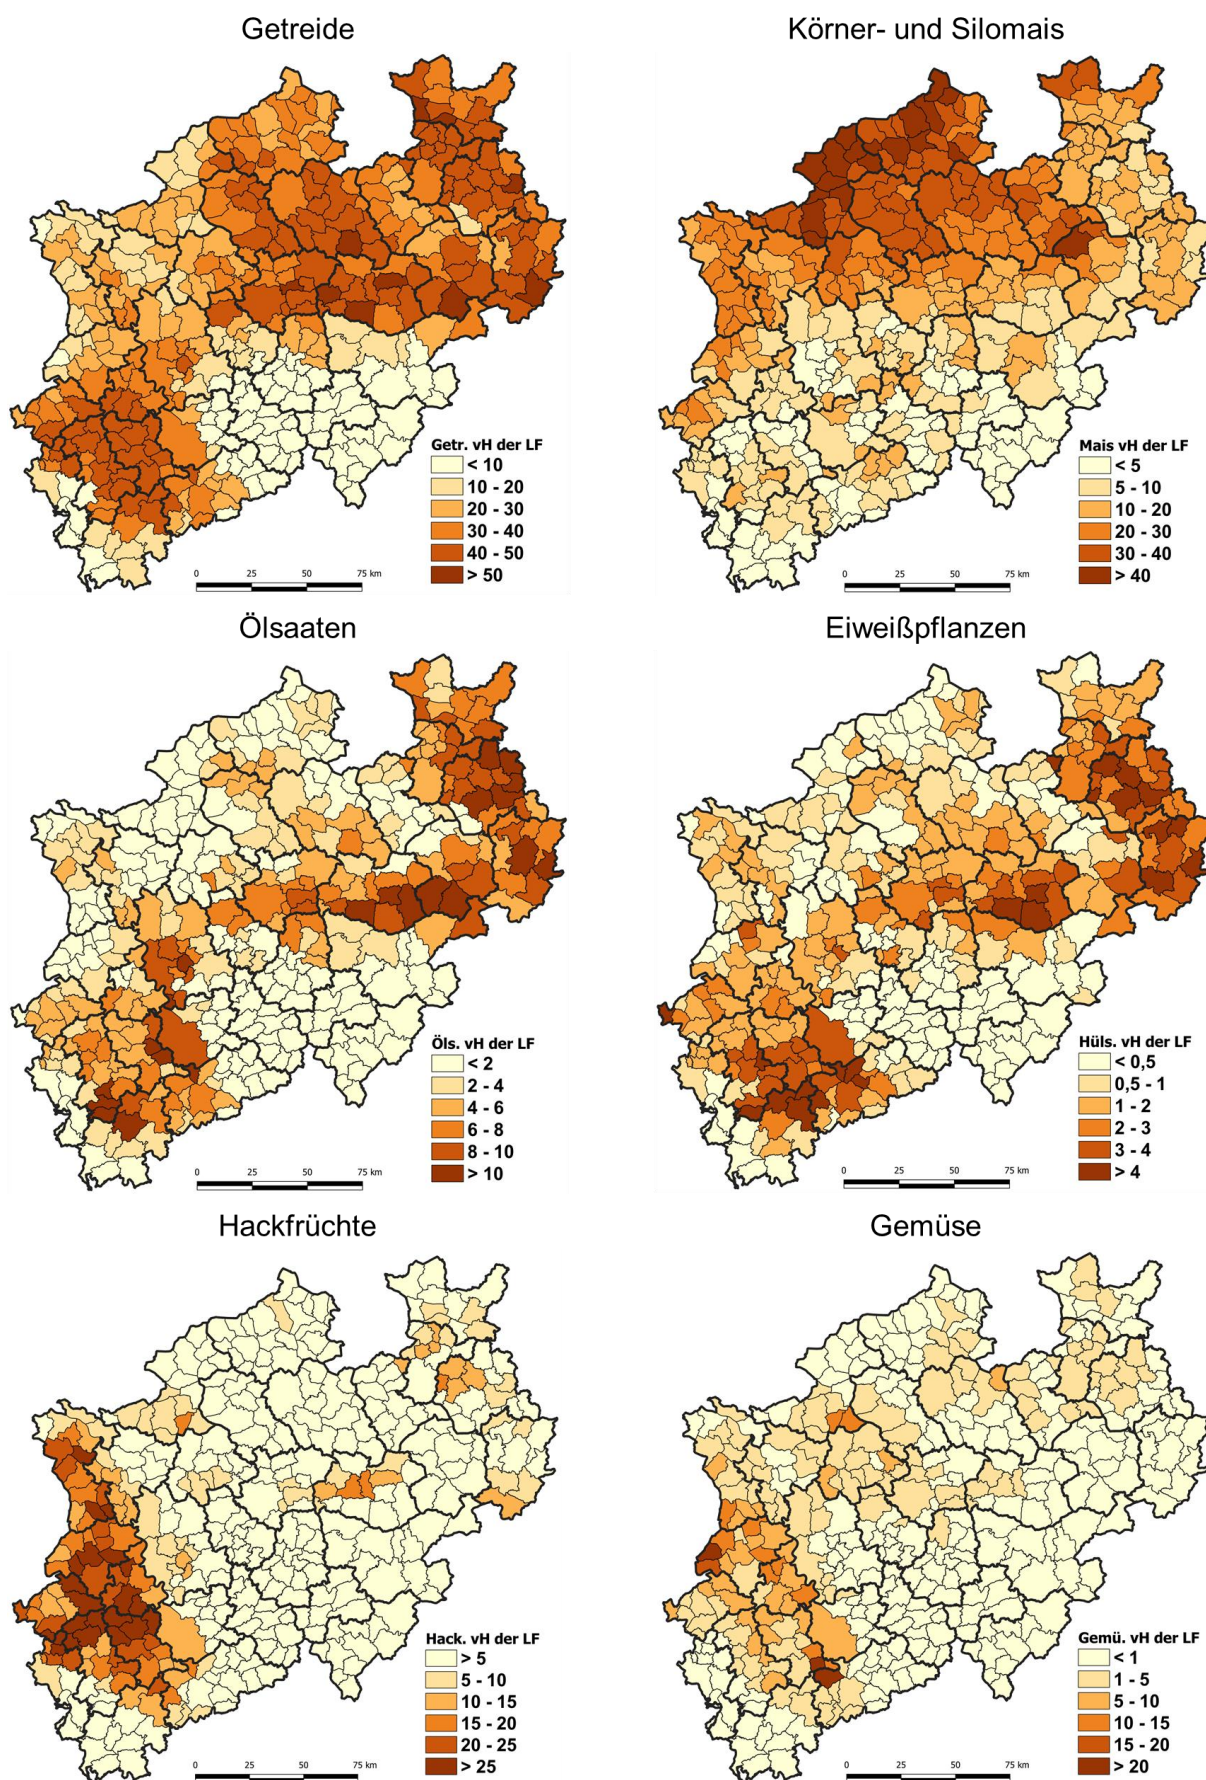 Getreide
Körner- und Silomais
Getr. vH der LF
< 10
10 - 20
20 - 30
30 - 40
40 - 50
> 50
0 25 50 75 km
Mais vH der LF
< 5
5 - 10
10 - 20
20 - 30
30 - 40
> 40
0 25 50 75 km
Ölsaaten
Eiweißpflanzen
Öls. vH der LF
< 2
2 - 4
4 - 6
6 - 8
8 - 10
> 10
0 25 50 75 km
Hüls. vH der LF
< 0,5
0,5 - 1
1 - 2
2 - 3
3 - 4
> 4
0 25 50 75 km
Hackfrüchte
Gemüse
Hack. vH der LF
> 5
5 - 10
10 - 15
15 - 20
20 - 25
> 25
0 25 50 75 km
Gemü. vH der LF
< 1
1 - 5
5 - 10
10 - 15
15 - 20
> 20
0 25 50 75 km